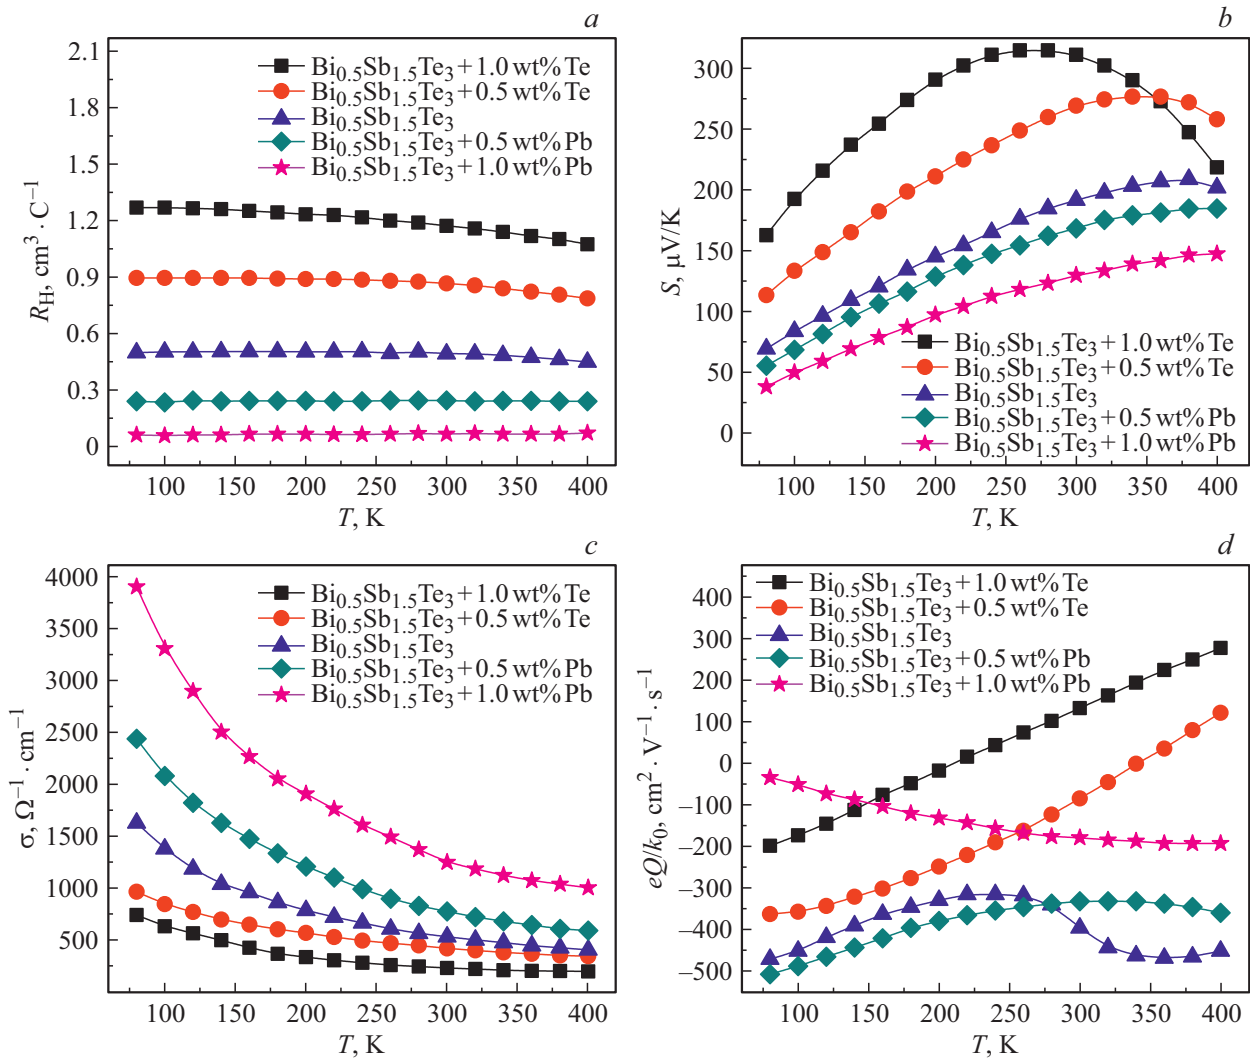 a
2.1
1.8
1.5
1.2
0.9
0.6
0.3
0
R_H, cm³ · C⁻¹
Bi₀.₅Sb₁.₅Te₃ + 1.0 wt% Te
Bi₀.₅Sb₁.₅Te₃ + 0.5 wt% Te
Bi₀.₅Sb₁.₅Te₃
Bi₀.₅Sb₁.₅Te₃ + 0.5 wt% Pb
Bi₀.₅Sb₁.₅Te₃ + 1.0 wt% Pb
100 150 200 250 300 350 400
T, K
b
300
250
200
150
100
50
0
S, μV/K
Bi₀.₅Sb₁.₅Te₃ + 1.0 wt% Te
Bi₀.₅Sb₁.₅Te₃ + 0.5 wt% Te
Bi₀.₅Sb₁.₅Te₃
Bi₀.₅Sb₁.₅Te₃ + 0.5 wt% Pb
Bi₀.₅Sb₁.₅Te₃ + 1.0 wt% Pb
100 150 200 250 300 350 400
T, K
c
4000
3500
3000
2500
2000
1500
1000
500
σ, Ω⁻¹ · cm⁻¹
Bi₀.₅Sb₁.₅Te₃ + 1.0 wt% Te
Bi₀.₅Sb₁.₅Te₃ + 0.5 wt% Te
Bi₀.₅Sb₁.₅Te₃
Bi₀.₅Sb₁.₅Te₃ + 0.5 wt% Pb
Bi₀.₅Sb₁.₅Te₃ + 1.0 wt% Pb
100 150 200 250 300 350 400
T, K
d
400
300
200
100
0
–100
–200
–300
–400
–500
eQ/k₀, cm² · V⁻¹ · s⁻¹
Bi₀.₅Sb₁.₅Te₃ + 1.0 wt% Te
Bi₀.₅Sb₁.₅Te₃ + 0.5 wt% Te
Bi₀.₅Sb₁.₅Te₃
Bi₀.₅Sb₁.₅Te₃ + 0.5 wt% Pb
Bi₀.₅Sb₁.₅Te₃ + 1.0 wt% Pb
100 150 200 250 300 350 400
T, K